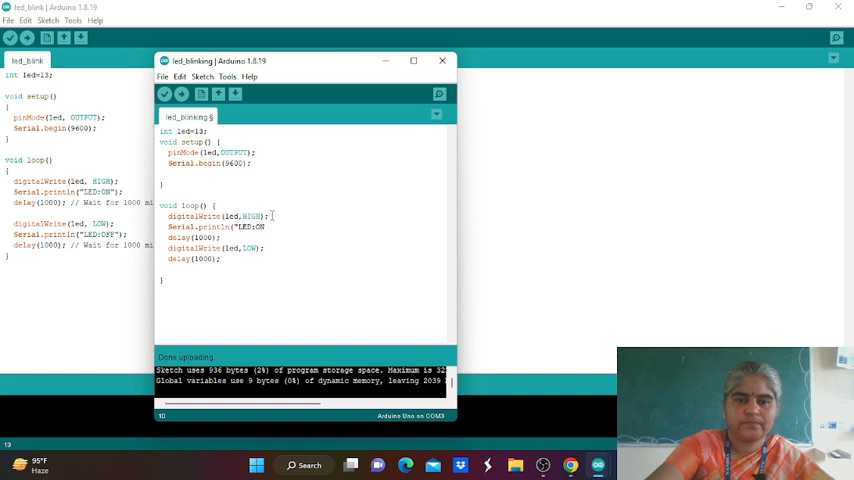 led_blink | Arduino 1.8.19
File Edit Sketch Tools Help
led_blink
int led=13;
void setup()
{
pinMode(led, OUTPUT);
Serial.begin(9600);
}
void loop()
{
digitalWrite(led, HIGH);
Serial.println("LED:ON");
delay(1000); // Wait for 1000 mi
digitalWrite(led, LOW);
Serial.println("LED:OFF");
delay(1000); // Wait for 1000 mi
}
led_blinking | Arduino 1.8.19
File Edit Sketch Tools Help
led_blinking §
int led=13;
void setup() {
pinMode(led,OUTPUT);
Serial.begin(9600);
}
void loop() {
digitalWrite(led,HIGH);
Serial.println("LED:ON
delay(1000);
digitalWrite(led,LOW);
delay(1000);
}
Done uploading.
Sketch uses 936 bytes (2%) of program storage space. Maximum is 32
Global variables use 9 bytes (0%) of dynamic memory, leaving 2039
10
Arduino Uno on COM3
13
95°F
Haze
Search